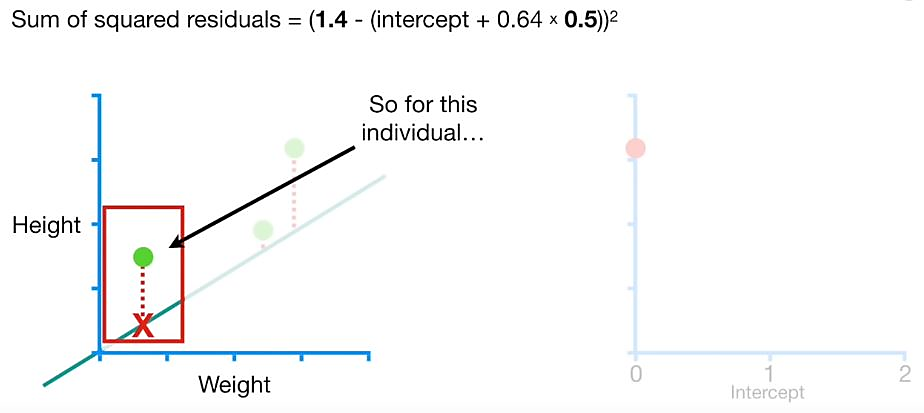 Sum of squared residuals = (1.4 - (intercept + 0.64 × 0.5))²
So for this
individual…
Height
X
Weight
0 1 2
Intercept